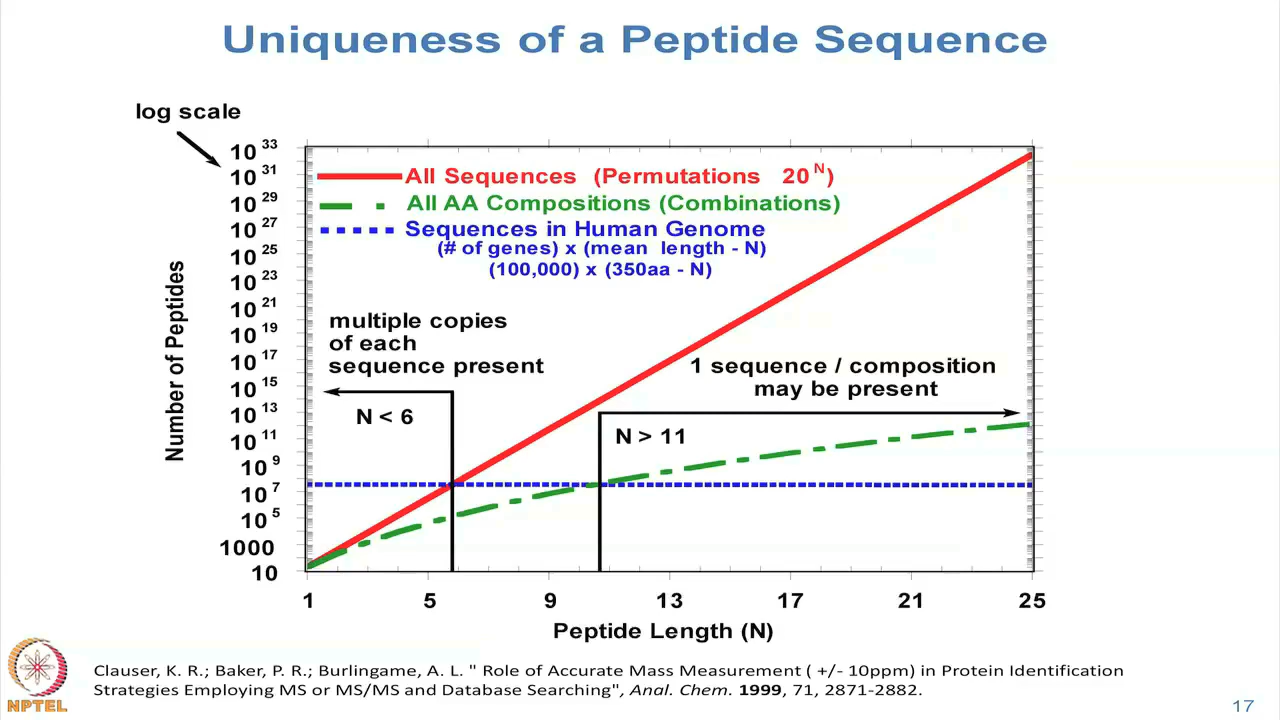 Uniqueness of a Peptide Sequence
log scale
10 33
10 31
10 29
10 27
10 25
10 23
10 21
10 19
10 17
10 15
10 13
10 11
10 9
10 7
10 5
1000
10
Number of Peptides
All Sequences (Permutations 20 N)
All AA Compositions (Combinations)
Sequences in Human Genome
(# of genes) x (mean length - N)
(100,000) x (350aa - N)
multiple copies
of each
sequence present
N < 6
1 sequence / composition
may be present
N > 11
1 5 9 13 17 21 25
Peptide Length (N)
Clauser, K. R.; Baker, P. R.; Burlingame, A. L. " Role of Accurate Mass Measurement ( +/- 10ppm) in Protein Identification
Strategies Employing MS or MS/MS and Database Searching", Anal. Chem. 1999, 71, 2871-2882.
NPTEL
17